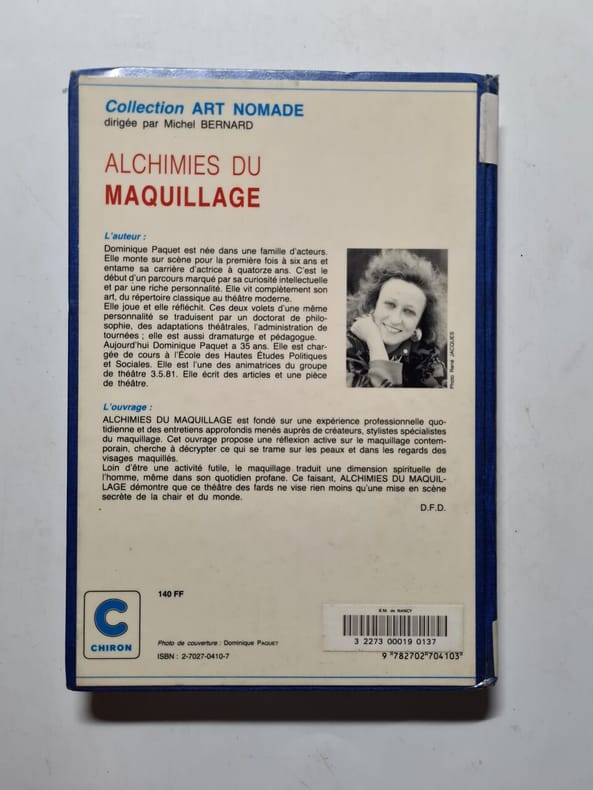 Collection ART NOMADE
dirigée par Michel BERNARD
ALCHIMIES DU
MAQUILLAGE
L'auteur :
Dominique Paquet est née dans une famille d'acteurs.
Elle monte sur scène pour la première fois à six ans et
entame sa carrière d'actrice à quatorze ans. C'est le
début d'un parcours marqué par sa curiosité intellectuelle
et par une riche personnalité. Elle vit complètement son
art, du répertoire classique au théâtre moderne.
Elle joue et elle réfléchit. Ces deux volets d'une même
personnalité se traduisent par un doctorat de philo-
sophie, des adaptations théâtrales, l'administration de
tournées ; elle est aussi dramaturge et pédagogue.
Aujourd'hui Dominique Paquet a 35 ans. Elle est char-
gée de cours à l'École des Hautes Études Politiques
et Sociales. Elle est l'une des animatrices du groupe
de théâtre 3.5.81. Elle écrit des articles et une pièce
de théâtre.
Photo René JACQUES
L'ouvrage :
ALCHIMIES DU MAQUILLAGE est fondé sur une expérience professionnelle quo-
tidienne et des entretiens approfondis menés auprès de créateurs, stylistes spécialistes
du maquillage. Cet ouvrage propose une réflexion active sur le maquillage contem-
porain, cherche à décrypter ce qui se trame sur les peaux et dans les regards des
visages maquillés.
Loin d'être une activité futile, le maquillage traduit une dimension spirituelle de
l'homme, même dans son quotidien profane. Ce faisant, ALCHIMIES DU MAQUIL-
LAGE démontre que ce théâtre des fards ne vise rien moins qu'une mise en scène
secrète de la chair et du monde.
D.F.D.
C
CHIRON
140 FF
Photo de couverture : Dominique PAQUET
ISBN : 2-7027-0410-7
B.M. de NANCY
3 2273 00019 0137
9 782702 704103